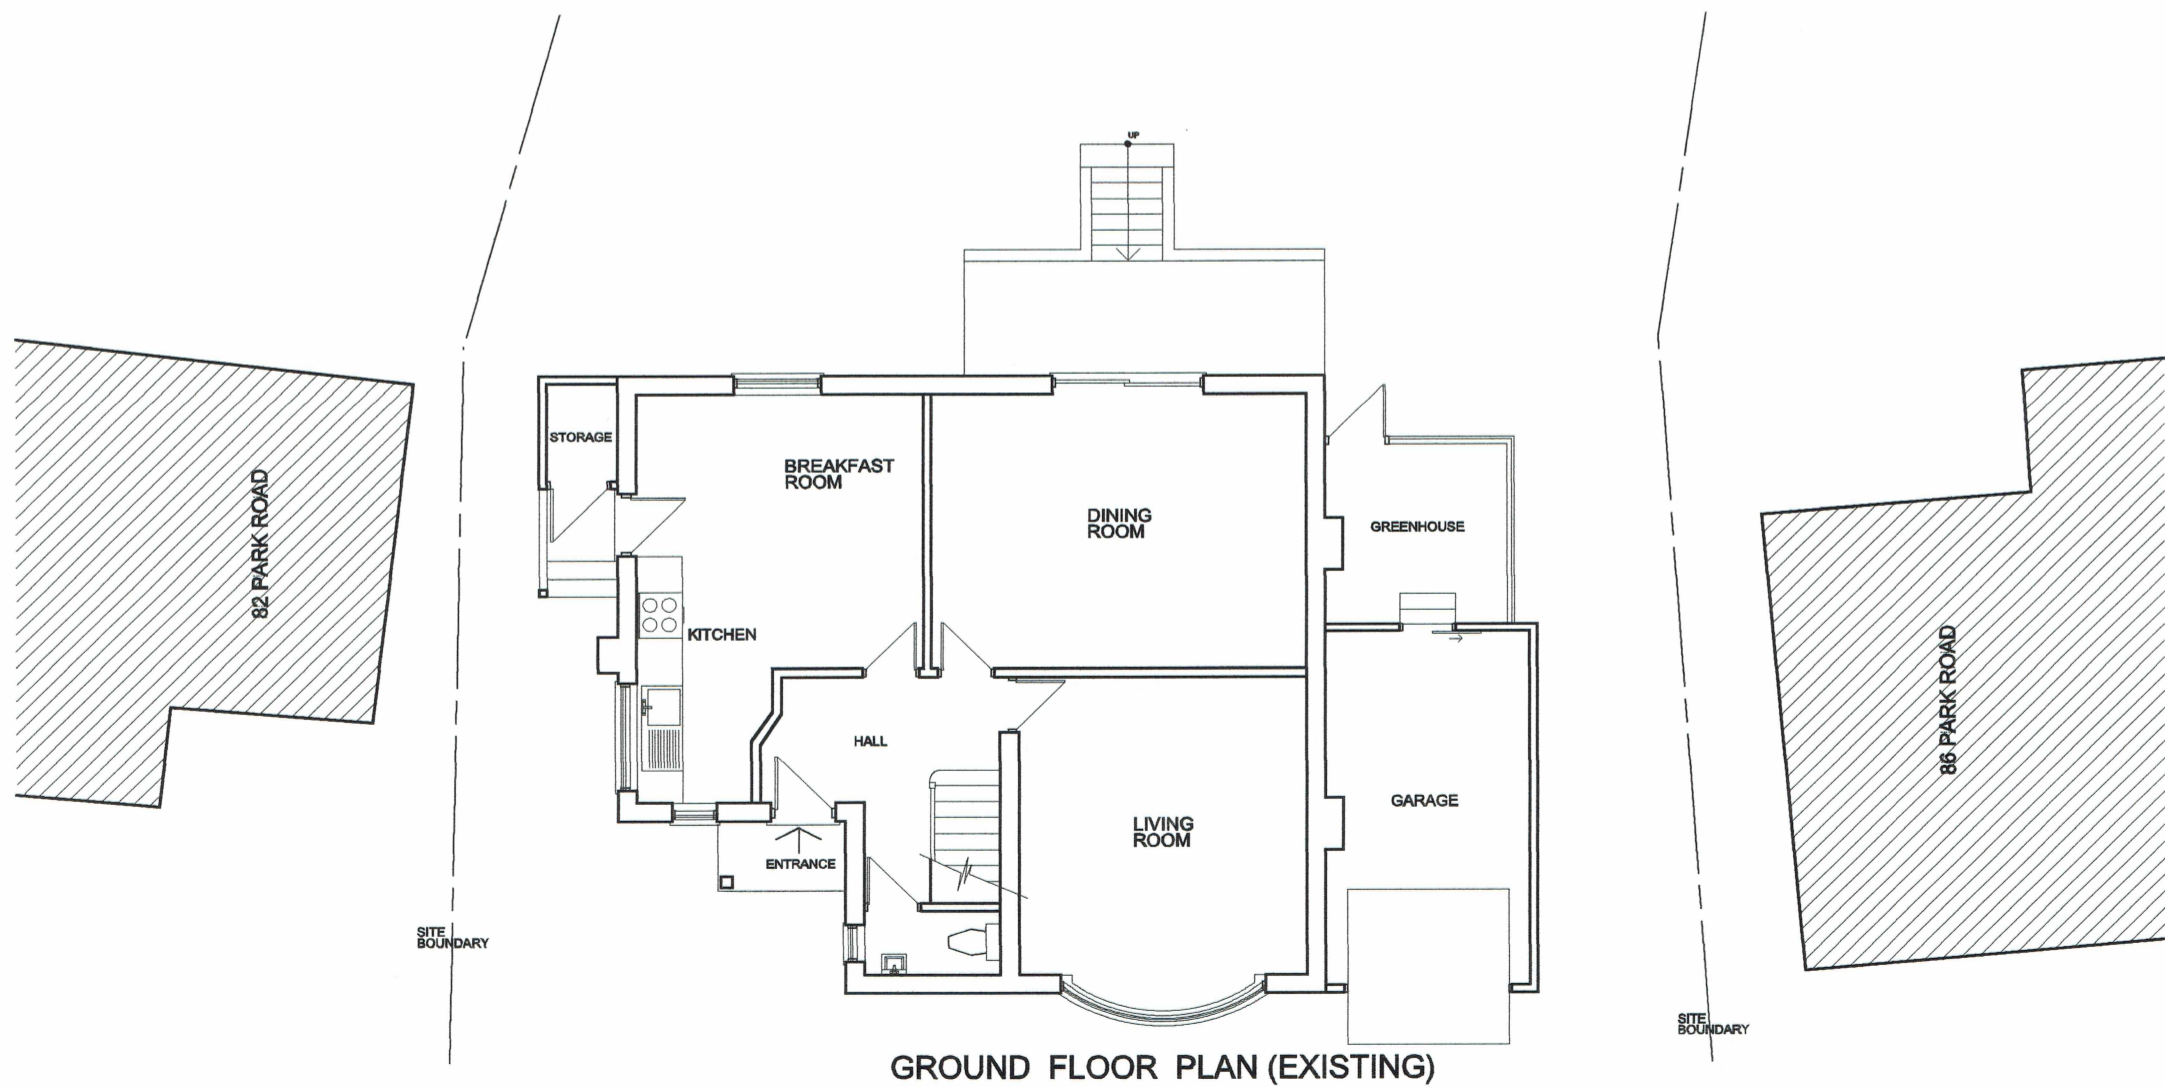 UP
STORAGE
BREAKFAST
ROOM
DINING
ROOM
GREENHOUSE
82 PARK ROAD
KITCHEN
86 PARK ROAD
HALL
GARAGE
LIVING
ROOM
ENTRANCE
SITE
BOUNDARY
SITE
BOUNDARY
GROUND FLOOR PLAN (EXISTING)